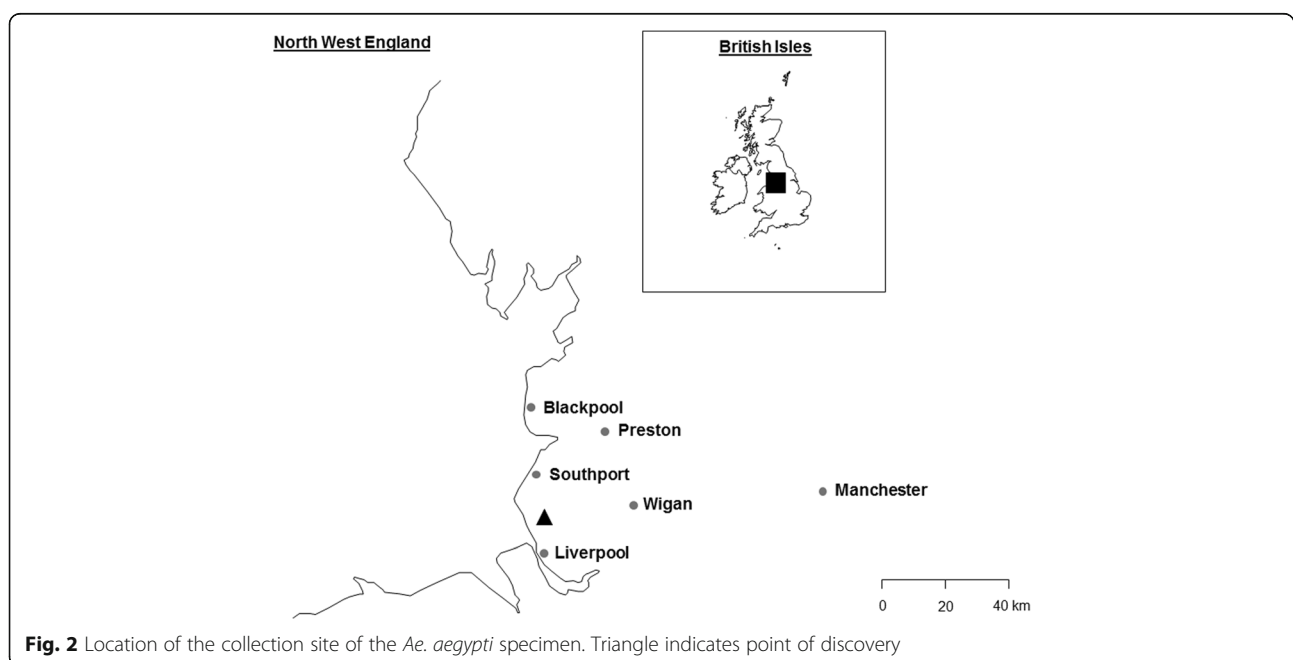 North West England
British Isles
Blackpool
Preston
Southport
Manchester
Wigan
Liverpool
0 20 40 km
Fig. 2 Location of the collection site of the Ae. aegypti specimen. Triangle indicates point of discovery